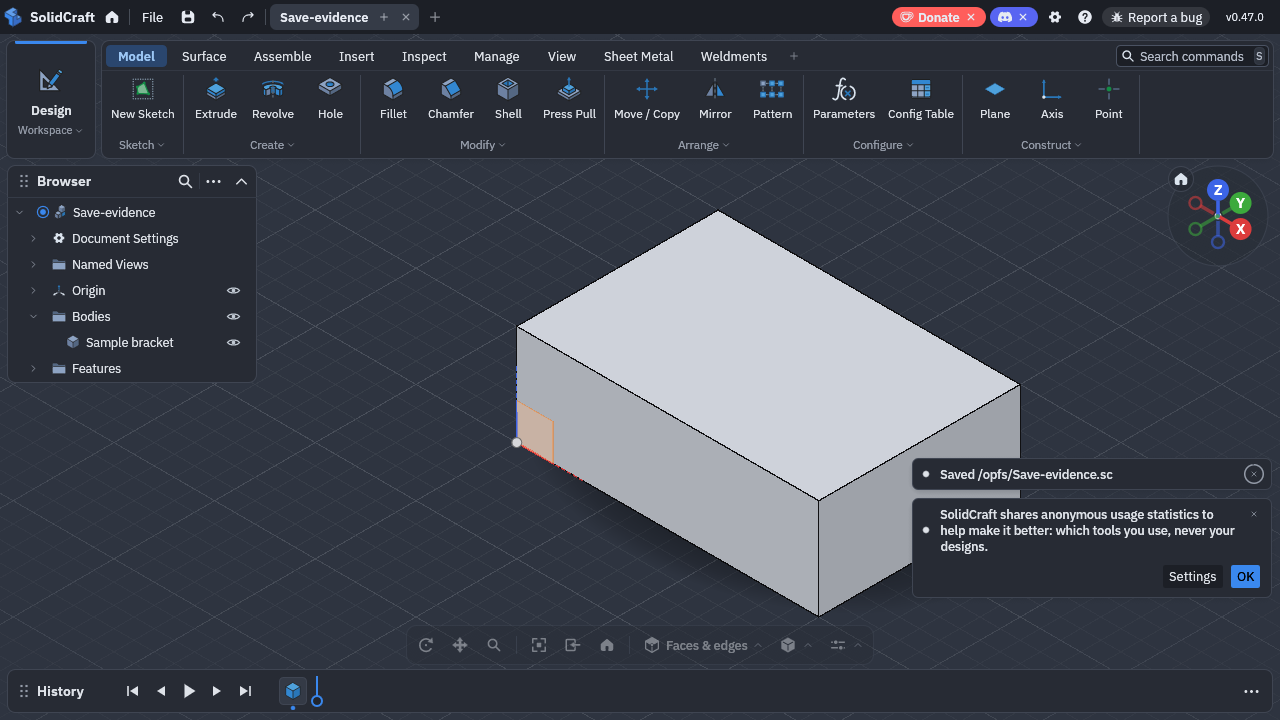 SolidCraft
File
Save-evidence
Donate
Report a bug
v0.47.0
Design
Workspace
Model
Surface
Assemble
Insert
Inspect
Manage
View
Sheet Metal
Weldments
Search commands
S
New Sketch
Extrude
Revolve
Hole
Fillet
Chamfer
Shell
Press Pull
Move / Copy
Mirror
Pattern
Parameters
Config Table
Plane
Axis
Point
Sketch
Create
Modify
Arrange
Configure
Construct
Browser
Save-evidence
Document Settings
Named Views
Origin
Bodies
Sample bracket
Features
Z
Y
X
Saved /opfs/Save-evidence.sc
SolidCraft shares anonymous usage statistics to
help make it better: which tools you use, never your
designs.
Settings
OK
Faces & edges
History